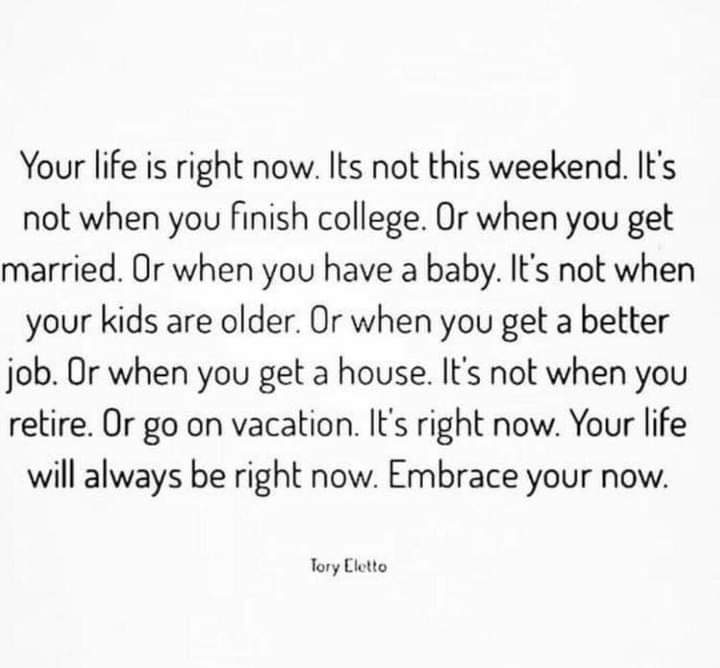 Your life is right now. Its not this weekend. It's
not when you finish college. Or when you get
married. Or when you have a baby. It's not when
your kids are older. Or when you get a better
job. Or when you get a house. It's not when you
retire. Or go on vacation. It's right now. Your life
will always be right now. Embrace your now.
Tory Eletto